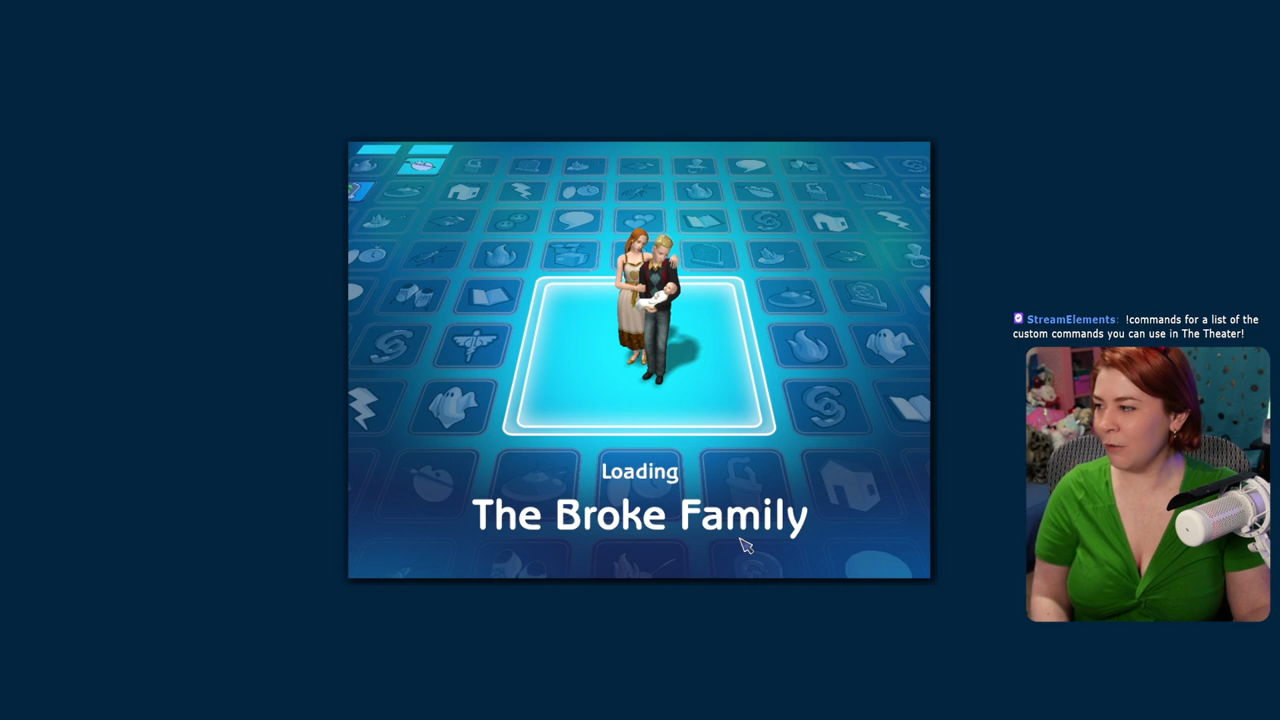 StreamElements: !commands for a list of the
custom commands you can use in The Theater!
Loading
The Broke Family